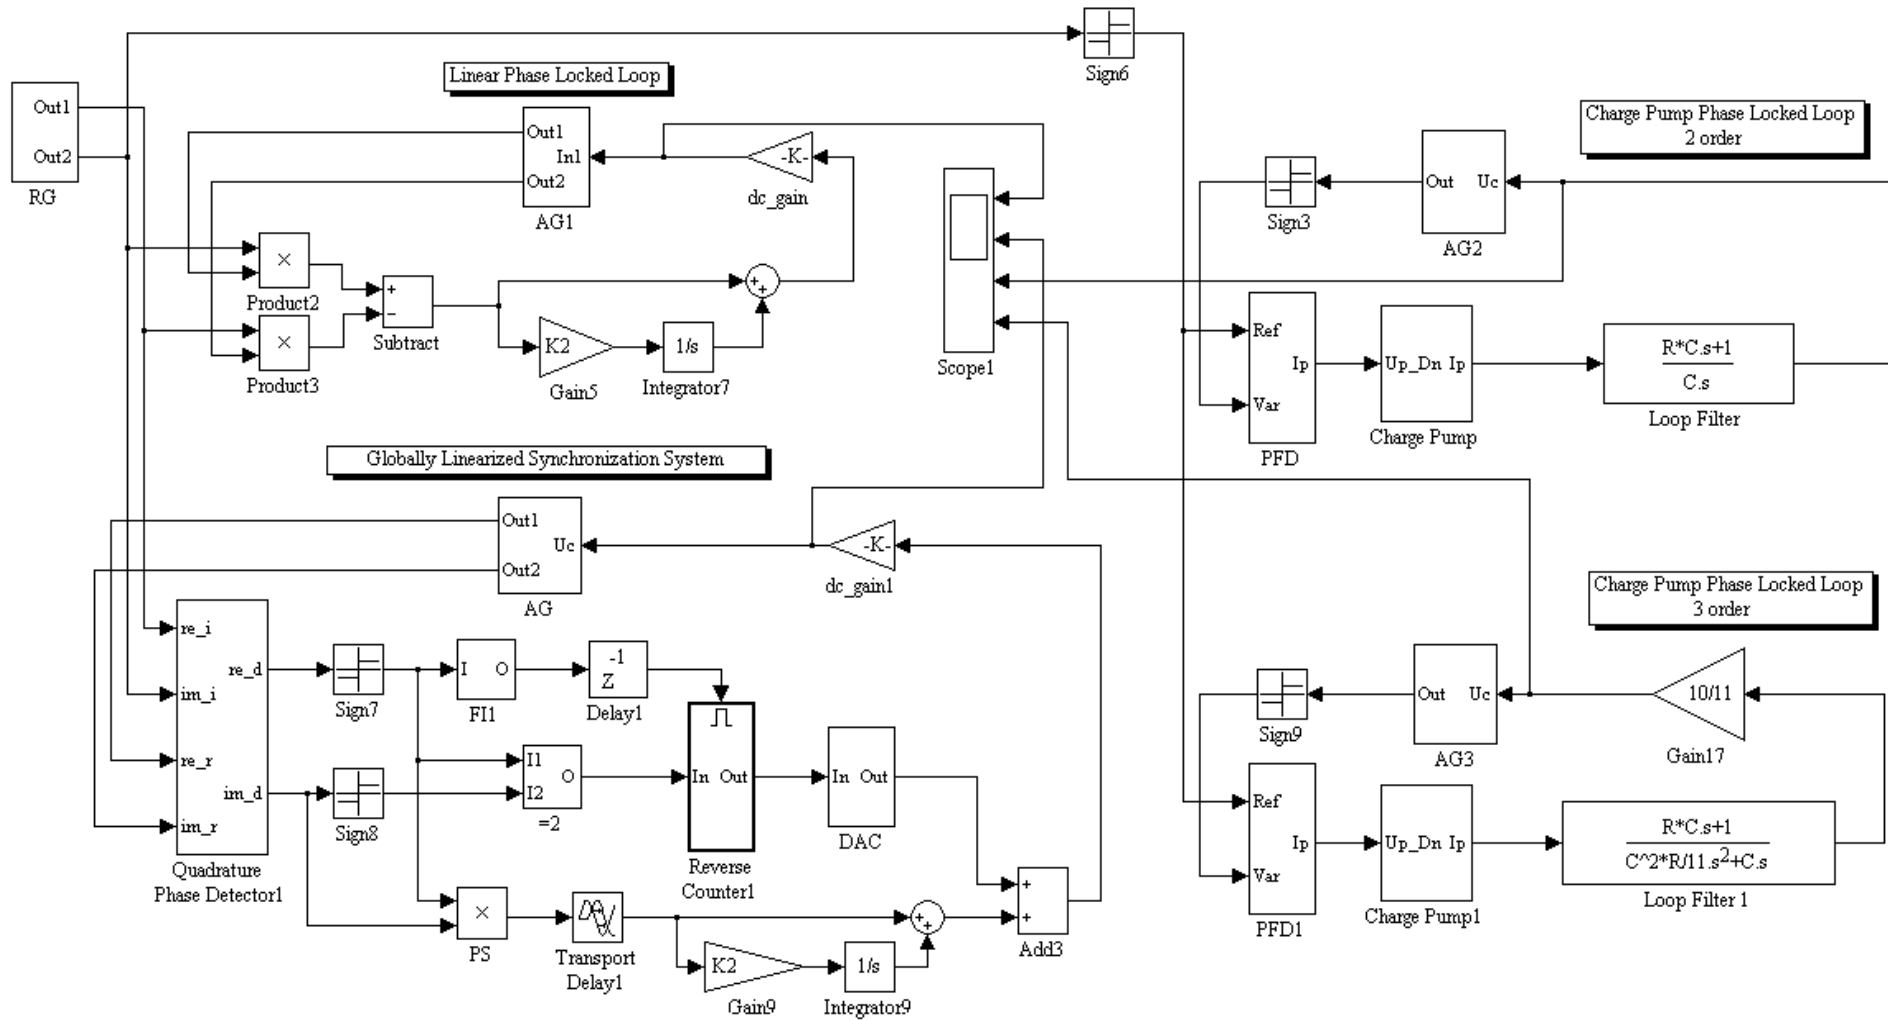 Sign6
Linear Phase Locked Loop
Out1
Out2
RG
Out1
In1
Out2
AG1
-K-
dc_gain
Charge Pump Phase Locked Loop
2 order
Sign3
Out Uc
AG2
×
Product2
×
Product3
+
−
Subtract
K2
Gain5
1/s
Integrator7
+
+
Scope1
Ref
Ip
Var
PFD
Up_Dn Ip
Charge Pump
R*C.s+1
C.s
Loop Filter
Globally Linearized Synchronization System
Out1
Uc
Out2
AG
-K-
dc_gain1
Charge Pump Phase Locked Loop
3 order
re_i
re_d
im_i
re_r
im_d
im_r
Quadrature
Phase Detector1
Sign7
I O
FI1
-1
Z
Delay1
Sign8
I1
O
I2
=2
In Out
Reverse
Counter1
In Out
DAC
×
PS
Transport
Delay1
K2
Gain9
1/s
Integrator9
+
+
+
+
Add3
Sign9
Out Uc
AG3
10/11
Gain17
Ref
Ip
Var
PFD1
Up_Dn Ip
Charge Pump1
R*C.s+1
C^2*R/11.s²+C.s
Loop Filter 1